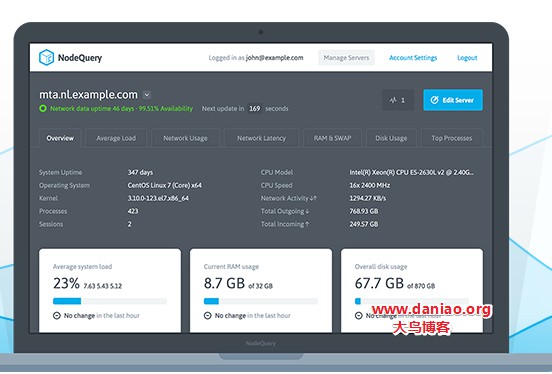 NodeQuery
Logged in as john@example.com
Manage Servers
Account Settings
Logout
mta.nl.example.com
Network data uptime 46 days - 99.51% Availability
Next update in 169 seconds
1
Edit Server
Overview
Average Load
Network Usage
Network Latency
RAM & SWAP
Disk Usage
Top Processes
System Uptime 347 days
Operating System CentOS Linux 7 (Core) x64
Kernel 3.10.0-123.el7.x86_64
Processes 423
Sessions 2
CPU Model Intel(R) Xeon(R) CPU E5-2630L v2 @ 2.40G...
CPU Speed 16x 2400 MHz
Network Activity ↓↑ 1294.27 KB/s
Total Outgoing ↓ 768.93 GB
Total Incoming ↑ 249.57 GB
Average system load
23% 7.63 5.43 5.12
No change in the last hour
Current RAM usage
8.7 GB of 32 GB
No change in the last hour
Overall disk usage
67.7 GB of 870 GB
No change in the last hour
www.daniao.org
大鸟博客
NodeQuery